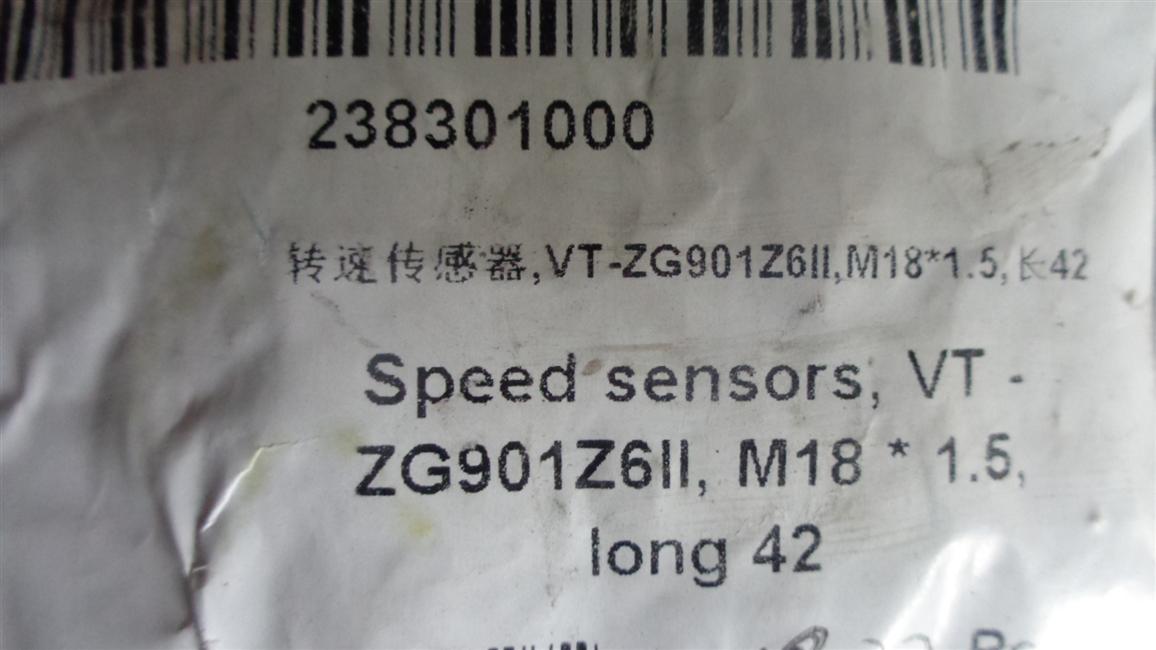 238301000
转速传感器,VT-ZG901Z6II,M18*1.5,长42
Speed sensors, VT -
ZG901Z6II, M18 * 1.5,
long 42